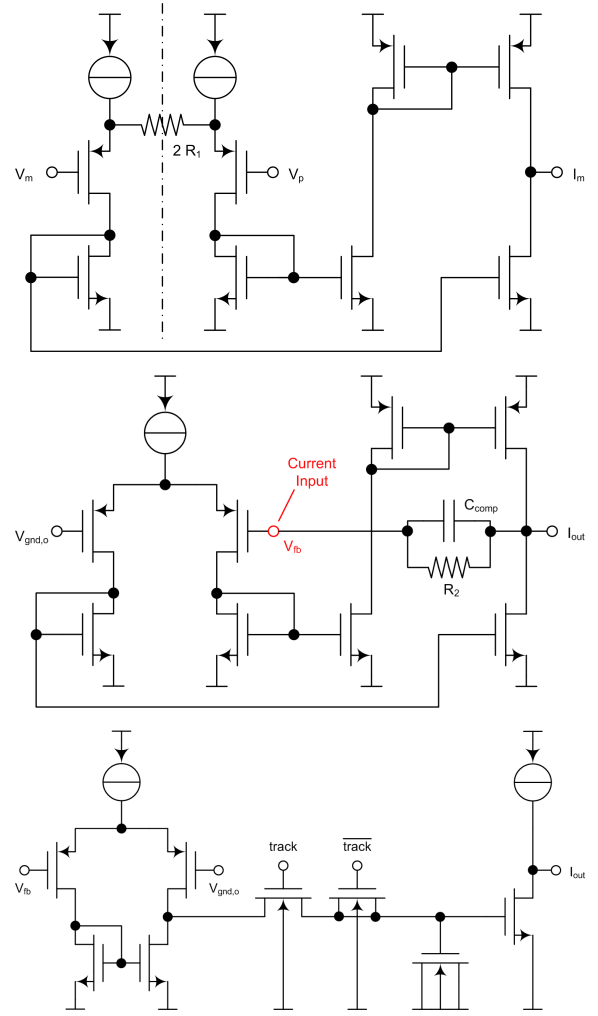 2 R1
Vm
Vp
Im
Current
Input
Vgnd,o
Vfb
Ccomp
R2
Iout
track
track
Vfb
Vgnd,o
Iout